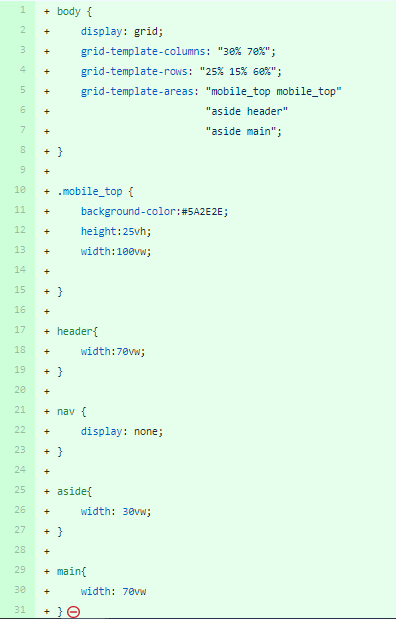 1 + body {
2 +     display: grid;
3 +     grid-template-columns: "30% 70%";
4 +     grid-template-rows: "25% 15% 60%";
5 +     grid-template-areas: "mobile_top mobile_top"
6 +                          "aside header"
7 +                          "aside main";
8 + }
9 +
10 + .mobile_top {
11 +     background-color:#5A2E2E;
12 +     height:25vh;
13 +     width:100vw;
14 +
15 + }
16 +
17 + header{
18 +     width:70vw;
19 + }
20 +
21 + nav {
22 +     display: none;
23 + }
24 +
25 + aside{
26 +     width: 30vw;
27 + }
28 +
29 + main{
30 +     width: 70vw
31 + }